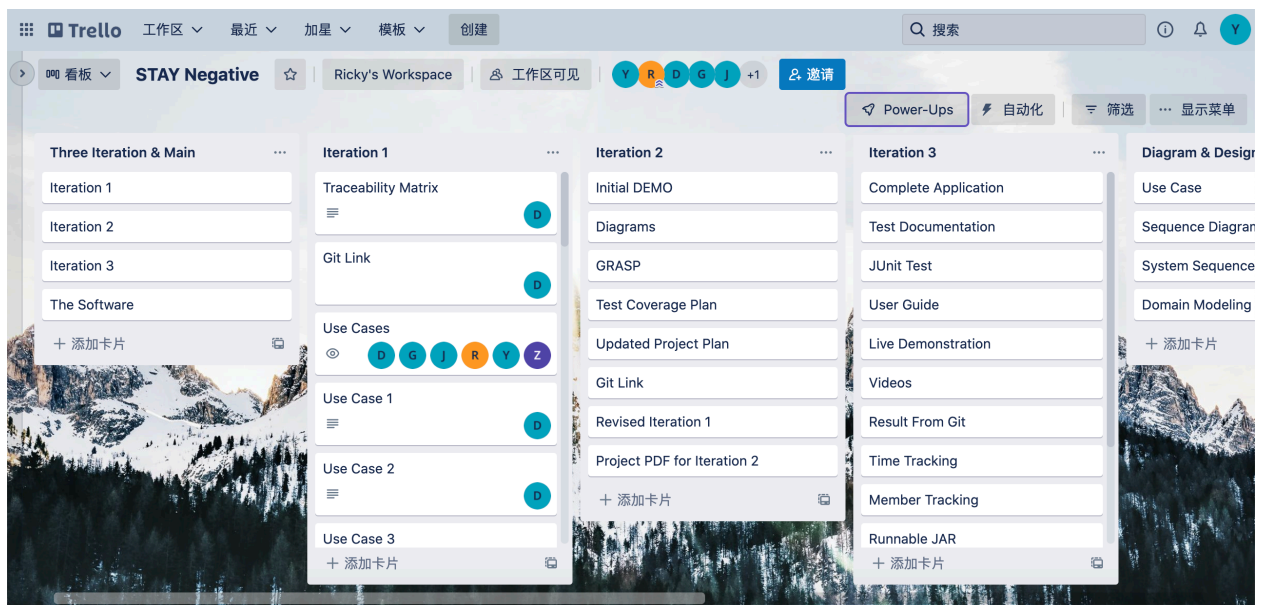 Trello 工作区 最近 加星 模板 创建 搜索 Y
看板 STAY Negative Ricky's Workspace 工作区可见 Y R D G J +1 邀请
Power-Ups 自动化 筛选 显示菜单
Three Iteration & Main
Iteration 1
Iteration 2
Iteration 3
The Software
添加卡片
Iteration 1
Traceability Matrix
D
Git Link
D
Use Cases
D G J R Y Z
Use Case 1
D
Use Case 2
D
Use Case 3
添加卡片
Iteration 2
Initial DEMO
Diagrams
GRASP
Test Coverage Plan
Updated Project Plan
Git Link
Revised Iteration 1
Project PDF for Iteration 2
添加卡片
Iteration 3
Complete Application
Test Documentation
JUnit Test
User Guide
Live Demonstration
Videos
Result From Git
Time Tracking
Member Tracking
Runnable JAR
添加卡片
Diagram & Design
Use Case
Sequence Diagram
System Sequence
Domain Modeling
添加卡片